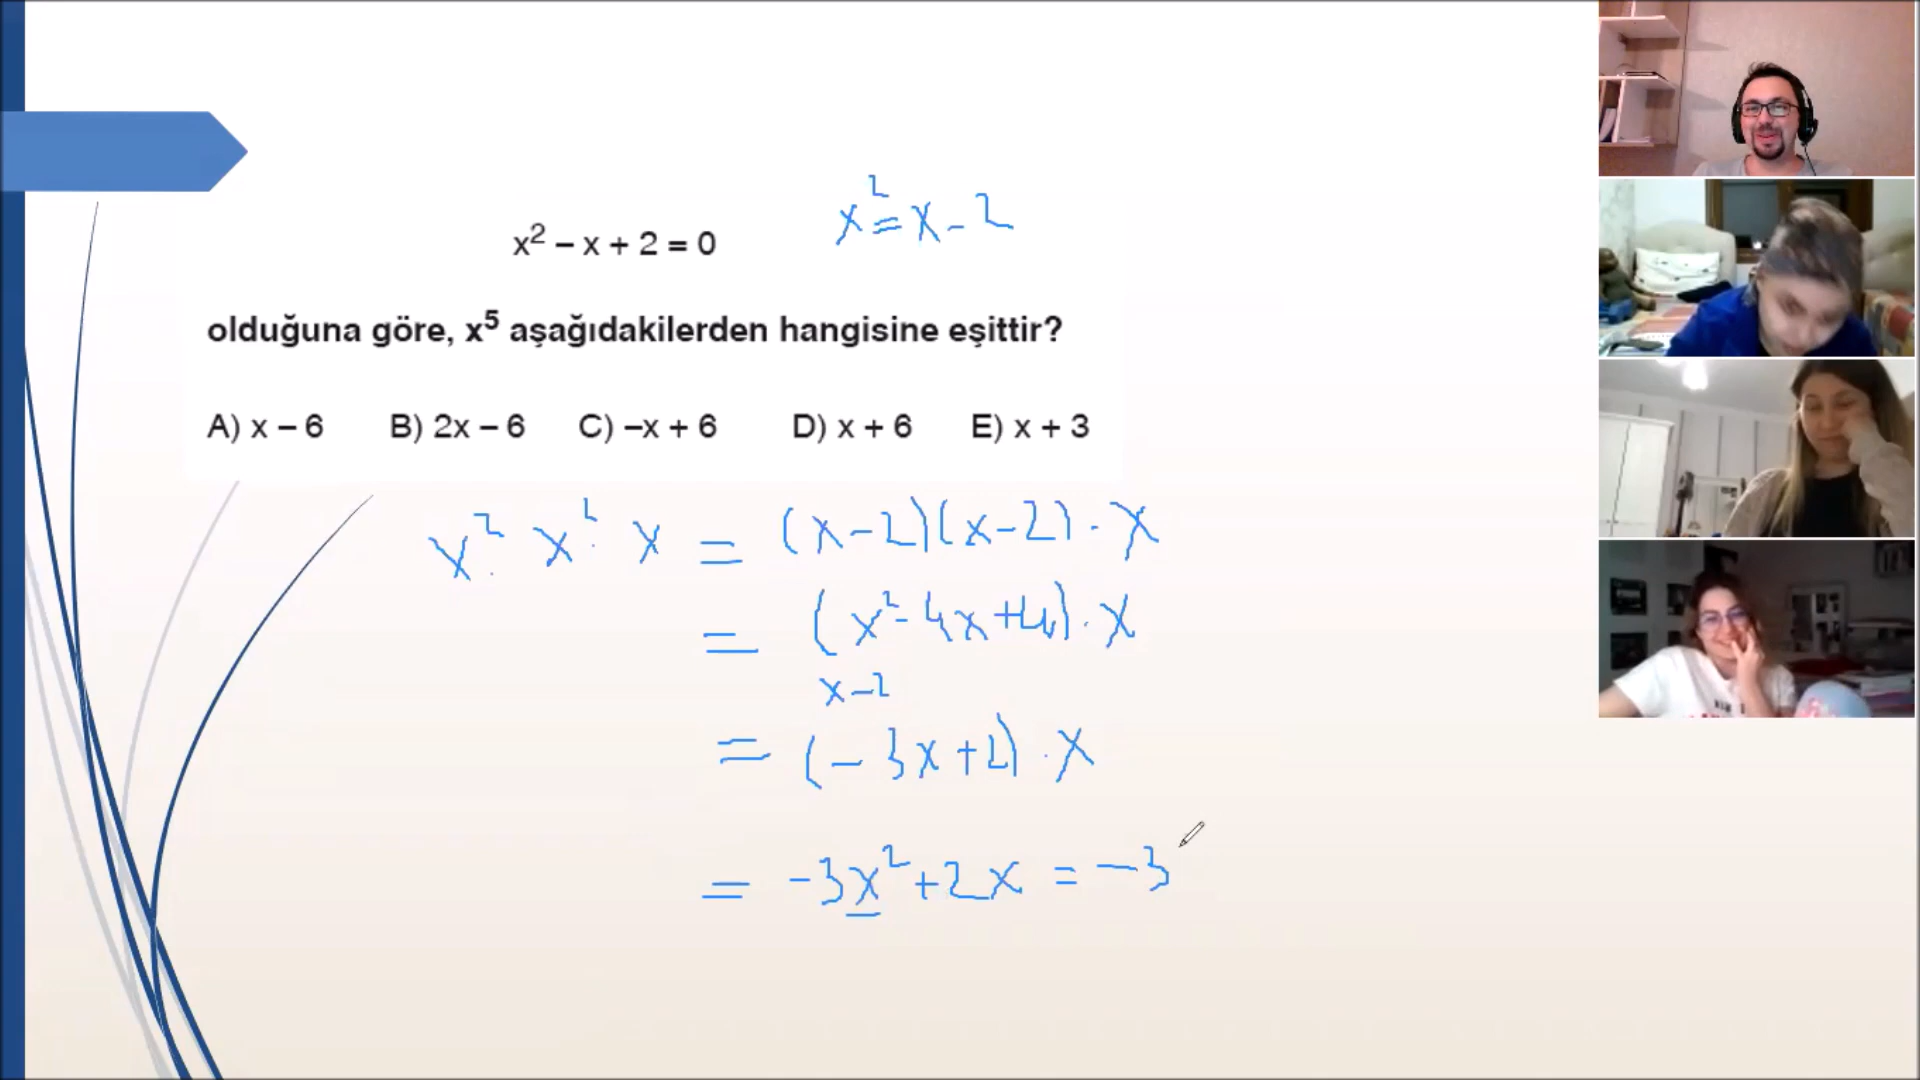 x² = x - 2
x² – x + 2 = 0
olduğuna göre, x⁵ aşağıdakilerden hangisine eşittir?
A) x – 6 B) 2x – 6 C) –x + 6 D) x + 6 E) x + 3
x² · x² · x = (x-2)(x-2) · x
= (x² - 4x + 4) · x
x-2
= (-3x + 2) · x
= -3x² + 2x = -3